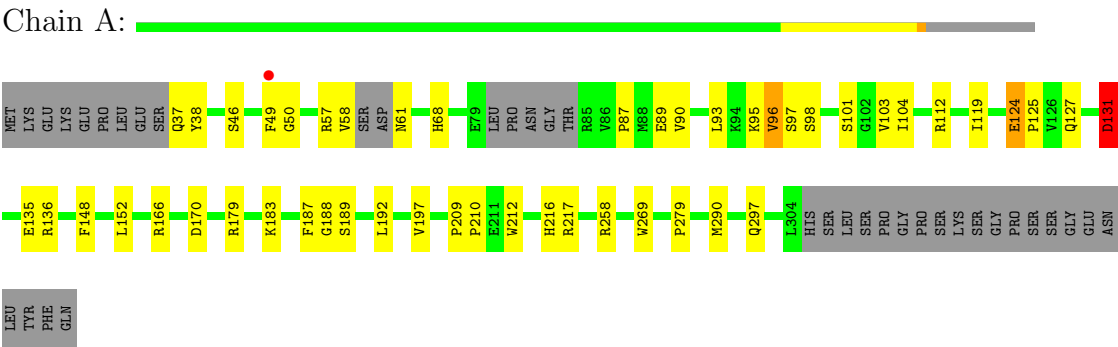 Chain A:
MET LYS GLU LYS GLU PRO LEU LEU GLU SER Q37 Y38 S46 F49 G50 R57 V58 SER ASP N61 H68 E79 LEU PRO ASN GLY THR R85 V86 P87 M88 E89 V90 L93 K94 K95 V96 S97 S98 S101 G102 V103 I104 R112 I119 E124 P125 V126 Q127 D131
E135 R136 F148 L152 R166 D170 R179 K183 F187 G188 S189 L192 V197 P209 P210 E211 W212 H216 R217 R258 W269 P279 M290 Q297 L304 HIS SER LEU SER PRO GLY PRO SER LYS SER GLY PRO SER SER GLY GLU ASN
LEU TYR PHE GLN